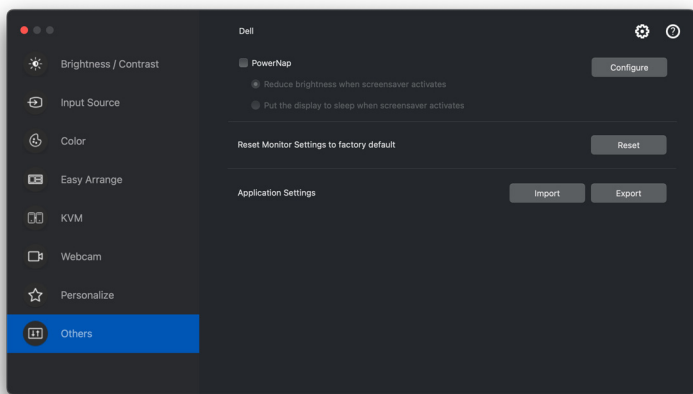 Dell
Brightness / Contrast
Input Source
Color
Easy Arrange
KVM
Webcam
Personalize
Others
PowerNap
Configure
Reduce brightness when screensaver activates
Put the display to sleep when screensaver activates
Reset Monitor Settings to factory default
Reset
Application Settings
Import
Export